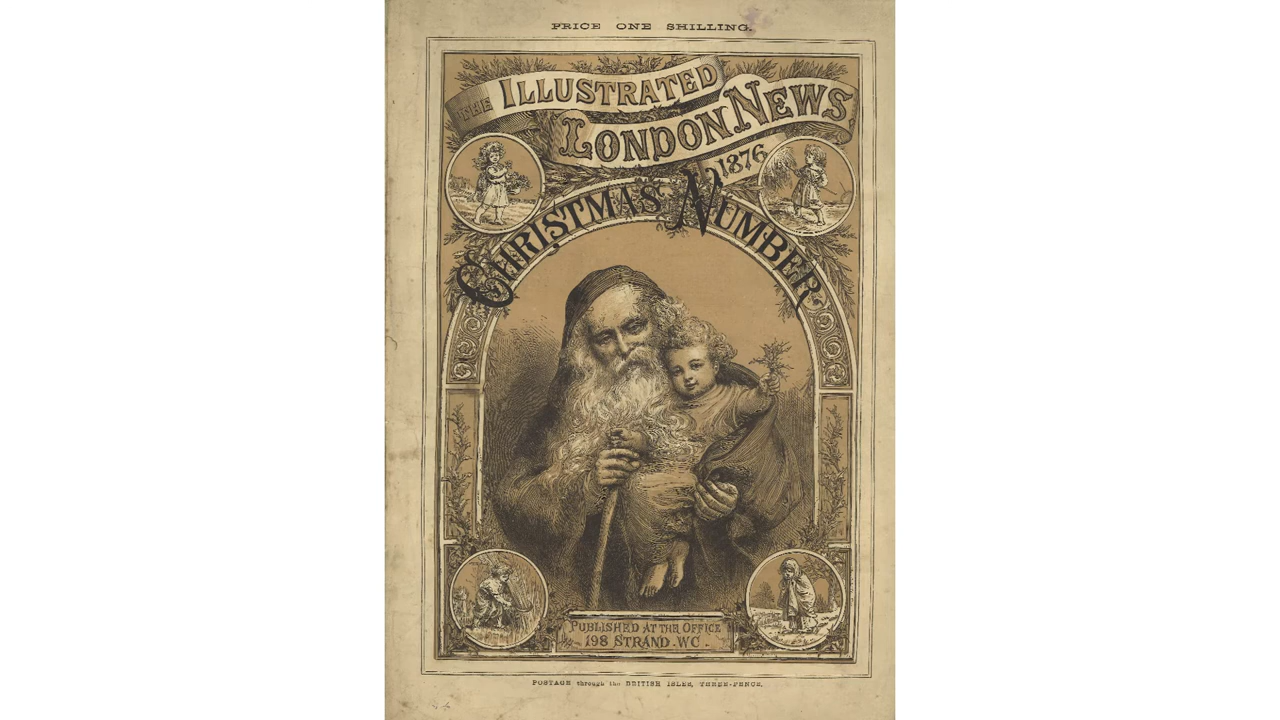 PRICE ONE SHILLING.
THE ILLUSTRATED
LONDON NEWS
1876
CHRISTMAS NUMBER
PUBLISHED AT THE OFFICE
198 STRAND. WC.
POSTAGE through the BRITISH ISLES, THREE-PENCE.